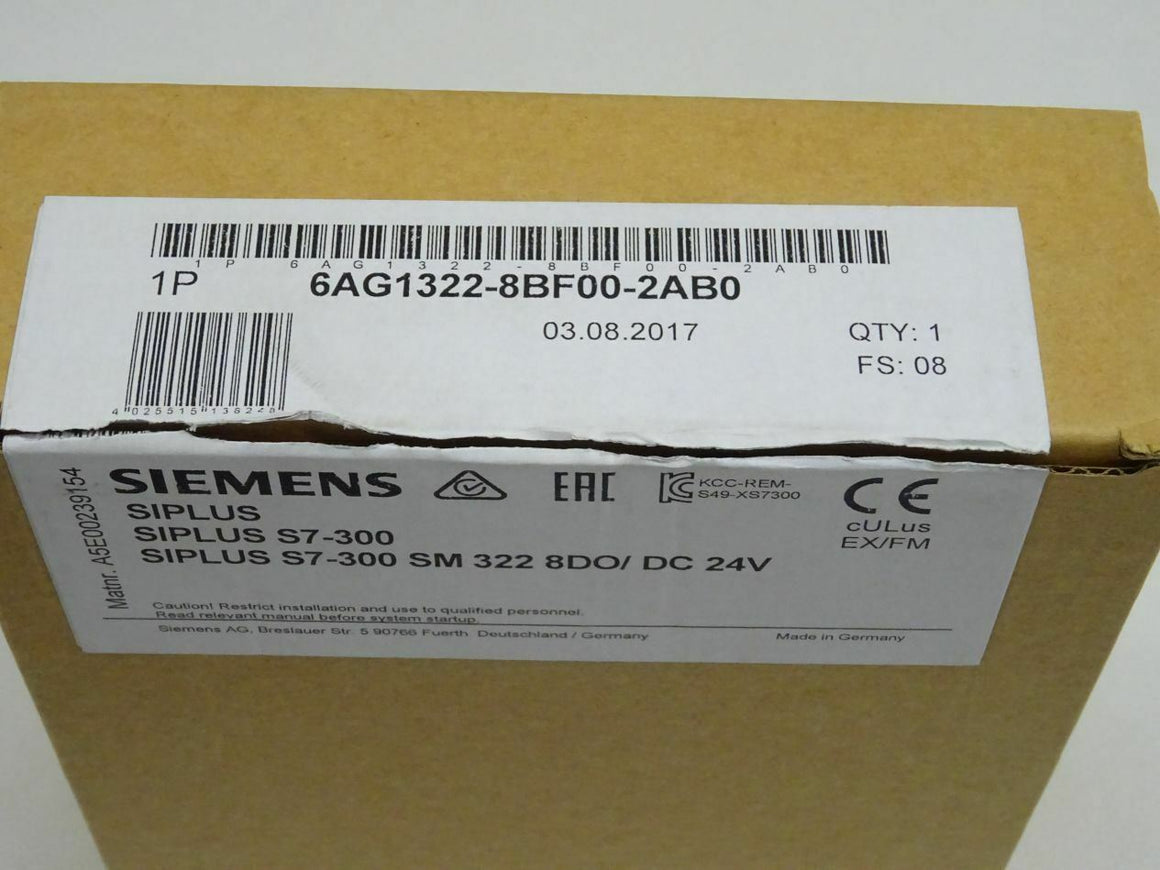 1P 6AG1322-8BF00-2AB0
1P 6AG1322-8BF00-2AB0
03.08.2017 QTY: 1
FS: 08
4 025515 138248
Matnr. A5E00239154
SIEMENS EAC KCC-REM-
S49-XS7300 CE
SIPLUS cULus
SIPLUS S7-300 EX/FM
SIPLUS S7-300 SM 322 8DO/ DC 24V
Caution! Restrict installation and use to qualified personnel.
Read relevant manual before system startup.
Siemens AG, Breslauer Str. 5 90766 Fuerth Deutschland / Germany Made in Germany